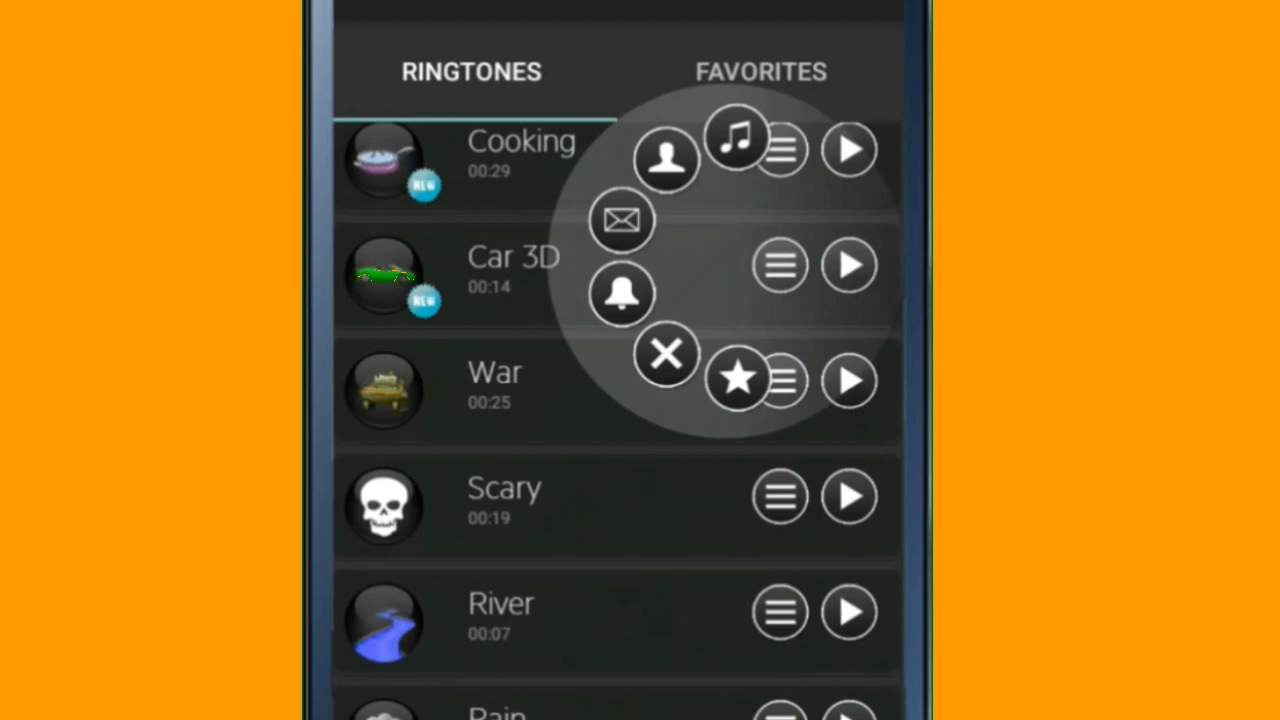 RINGTONES FAVORITES
Cooking
00:29
NEW
Car 3D
00:14
NEW
War
00:25
Scary
00:19
River
00:07
Rain